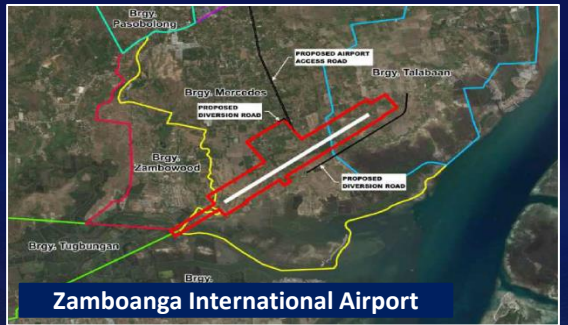 Brgy.
Pasobolong
PROPOSED AIRPORT
ACCESS ROAD
Brgy. Talabaan
Brgy. Mercedes
PROPOSED
DIVERSION ROAD
Brgy.
Zambowood
PROPOSED
DIVERSION ROAD
Brgy. Tugbungan
Brgy.
Zamboanga International Airport